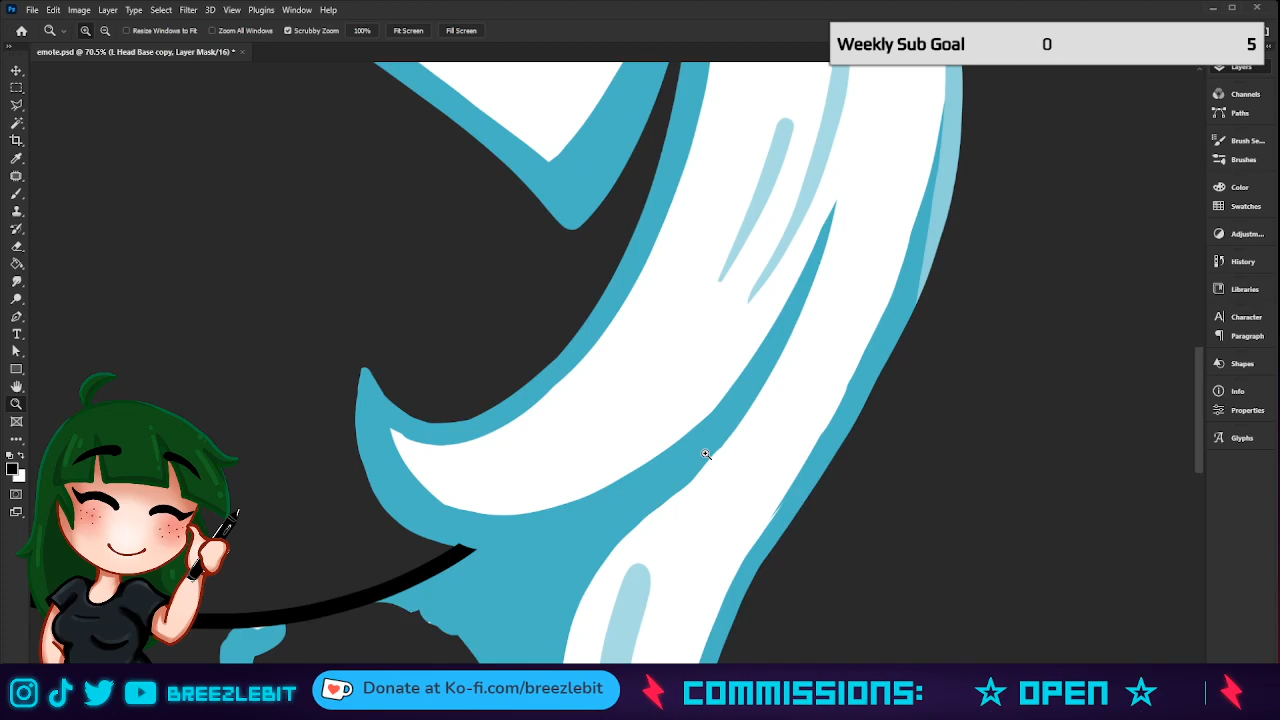 Ps File Edit Image Layer Type Select Filter 3D View Plugins Window Help
Resize Windows to Fit Zoom All Windows Scrubby Zoom 100% Fit Screen Fill Screen
emote.psd @ 70.5% (L Head Base copy, Layer Mask/16) * ×
Weekly Sub Goal 0 5
Layers
Channels
Paths
Brush Se...
Brushes
Color
Swatches
Adjustm...
History
Libraries
Character
Paragraph
Shapes
Info
Properties
Glyphs
BREEZLEBIT Donate at Ko-fi.com/breezlebit COMMISSIONS: OPEN